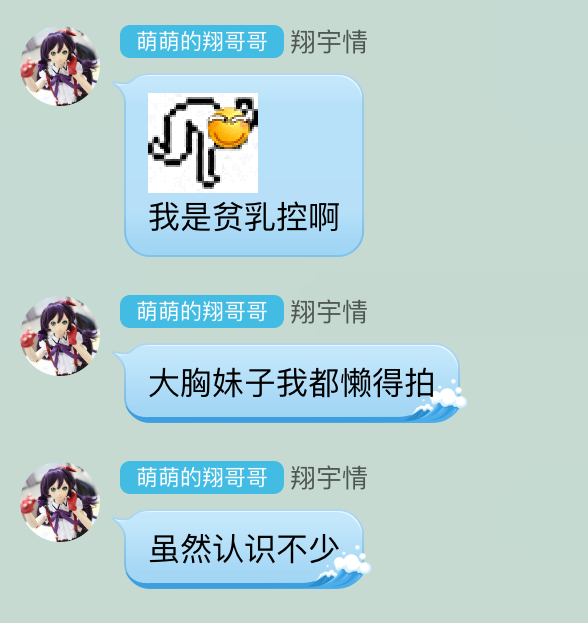 萌萌的翔哥哥 翔宇情
我是贫乳控啊
萌萌的翔哥哥 翔宇情
大胸妹子我都懒得拍
萌萌的翔哥哥 翔宇情
虽然认识不少